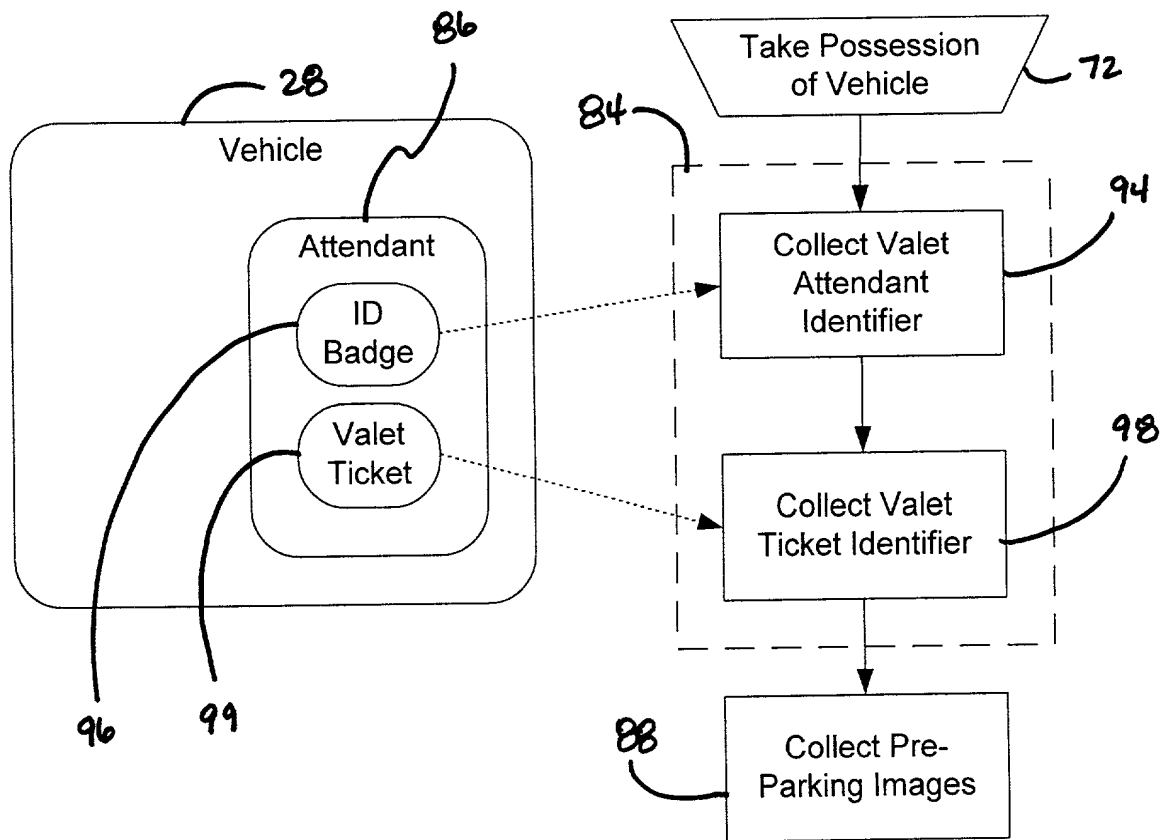 86
28
Vehicle
Attendant
ID
Badge
Valet
Ticket
96
99
Take Possession
of Vehicle
72
84
Collect Valet
Attendant
Identifier
94
Collect Valet
Ticket Identifier
98
88
Collect Pre-
Parking Images